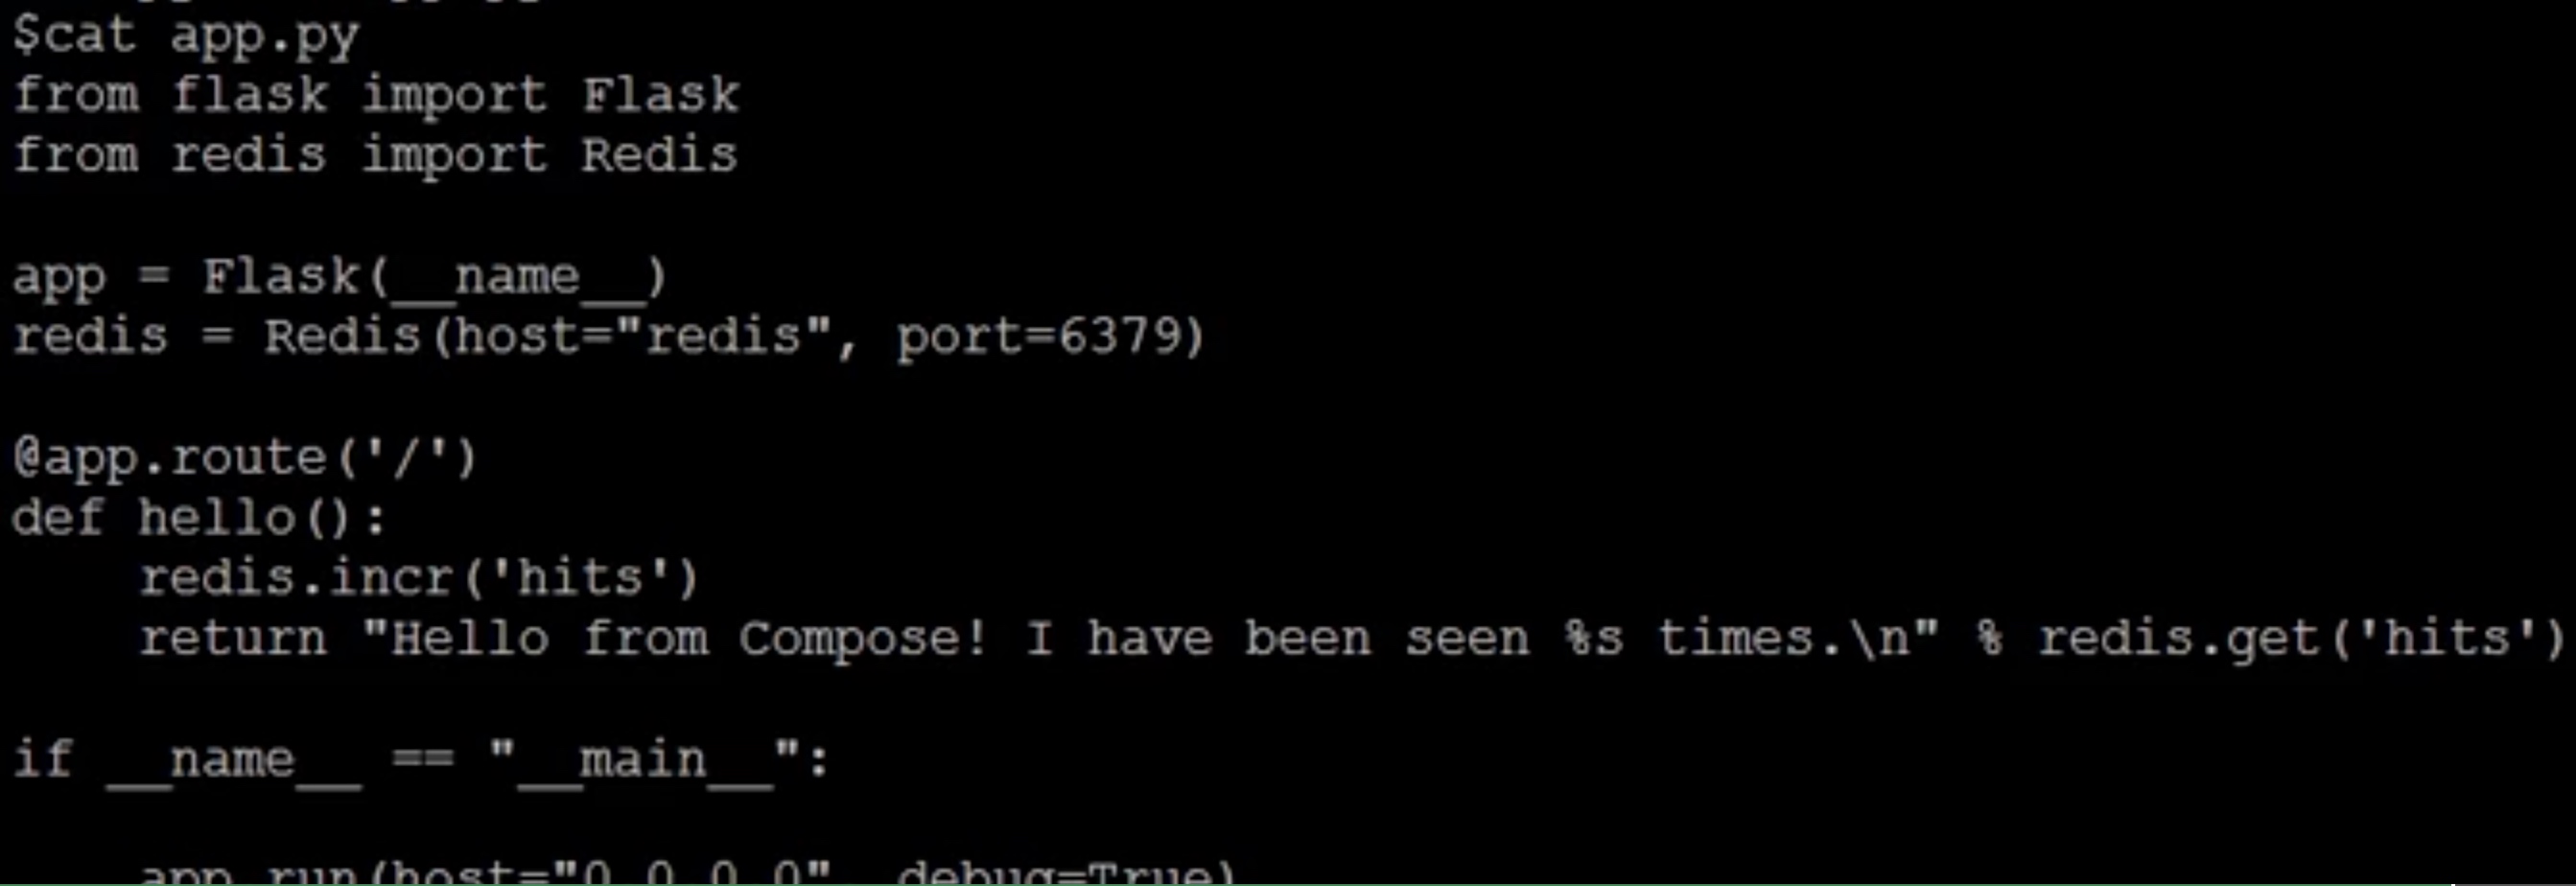 $cat app.py
from flask import Flask
from redis import Redis
app = Flask(__name__)
redis = Redis(host="redis", port=6379)
@app.route('/')
def hello():
    redis.incr('hits')
    return "Hello from Compose! I have been seen %s times.\n" % redis.get('hits')
if __name__ == "__main__":
    app.run(host="0.0.0.0", debug=True)